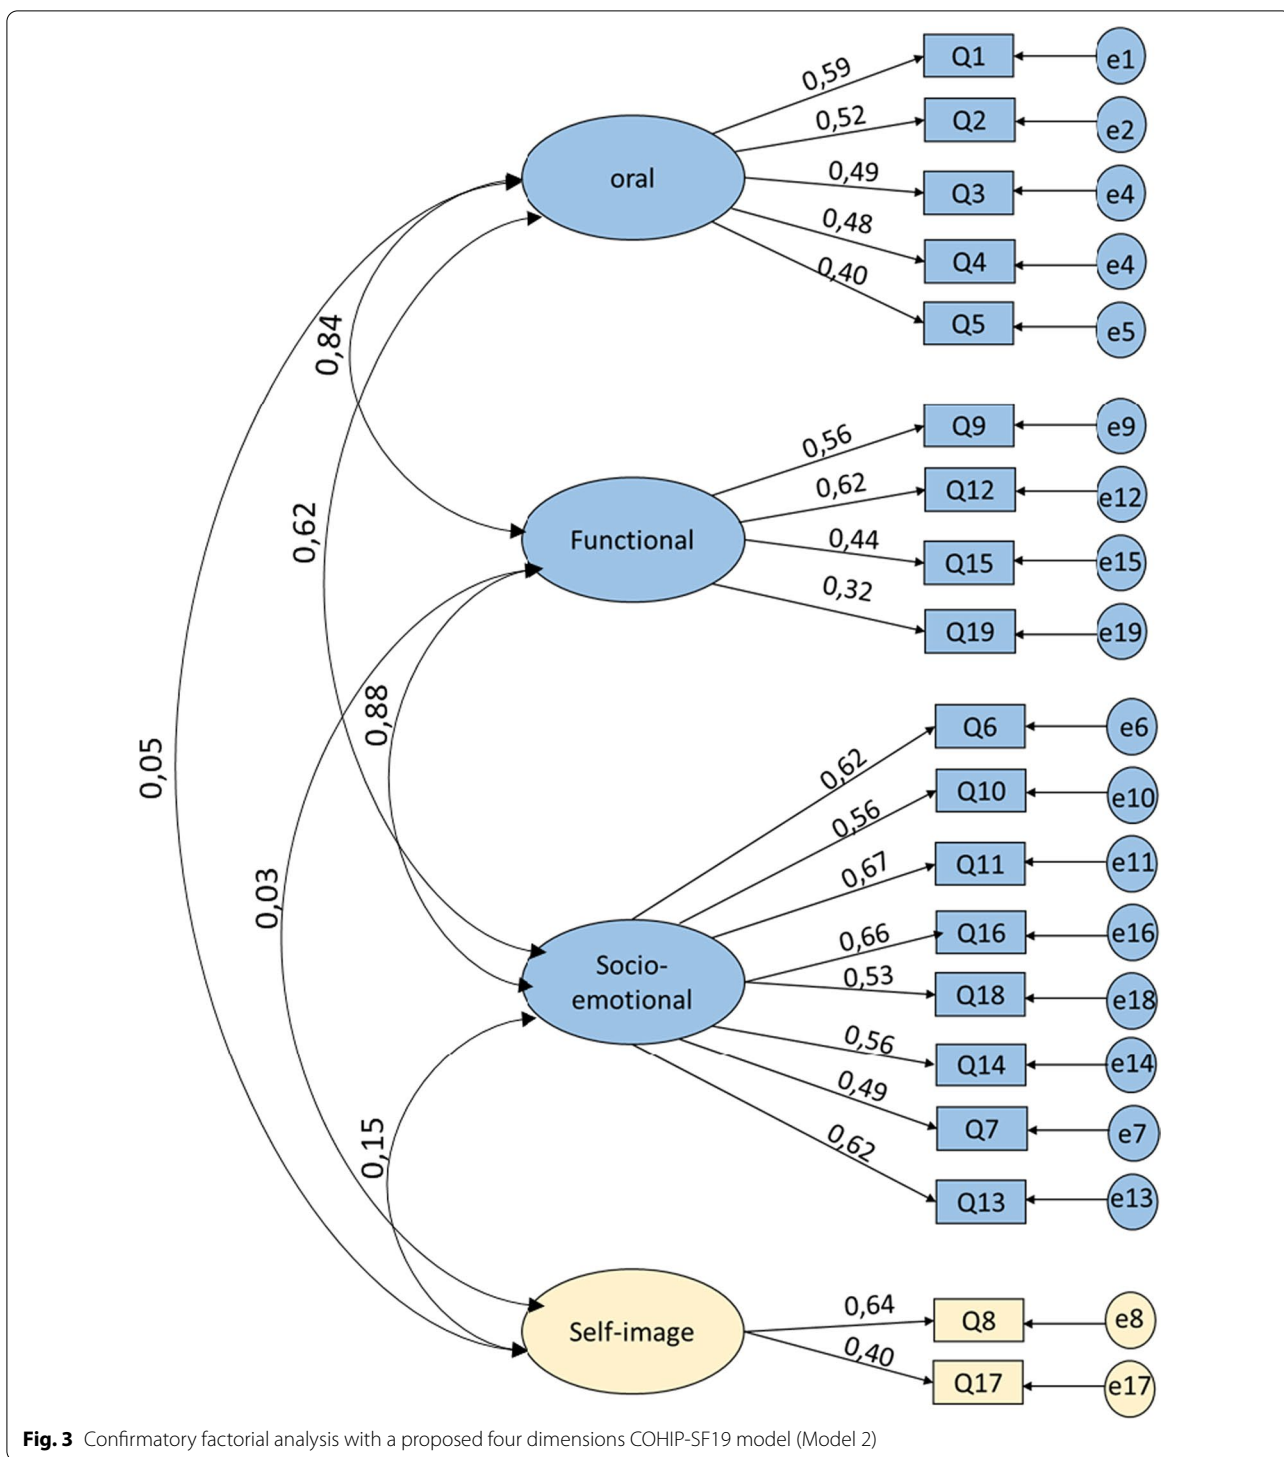 0,59
Q1
e1
0,52
Q2
e2
oral
0,49
Q3
e4
0,48
Q4
e4
0,40
Q5
e5
0,84
0,56
Q9
e9
0,62
Q12
e12
Functional
0,44
Q15
e15
0,32
Q19
e19
0,62
0,88
0,05
0,03
0,62
Q6
e6
0,56
Q10
e10
0,67
Q11
e11
0,66
Q16
e16
Socio-
emotional
0,53
Q18
e18
0,56
Q14
e14
0,49
Q7
e7
0,62
Q13
e13
0,15
Self-image
0,64
Q8
e8
0,40
Q17
e17
Fig. 3 Confirmatory factorial analysis with a proposed four dimensions COHIP-SF19 model (Model 2)